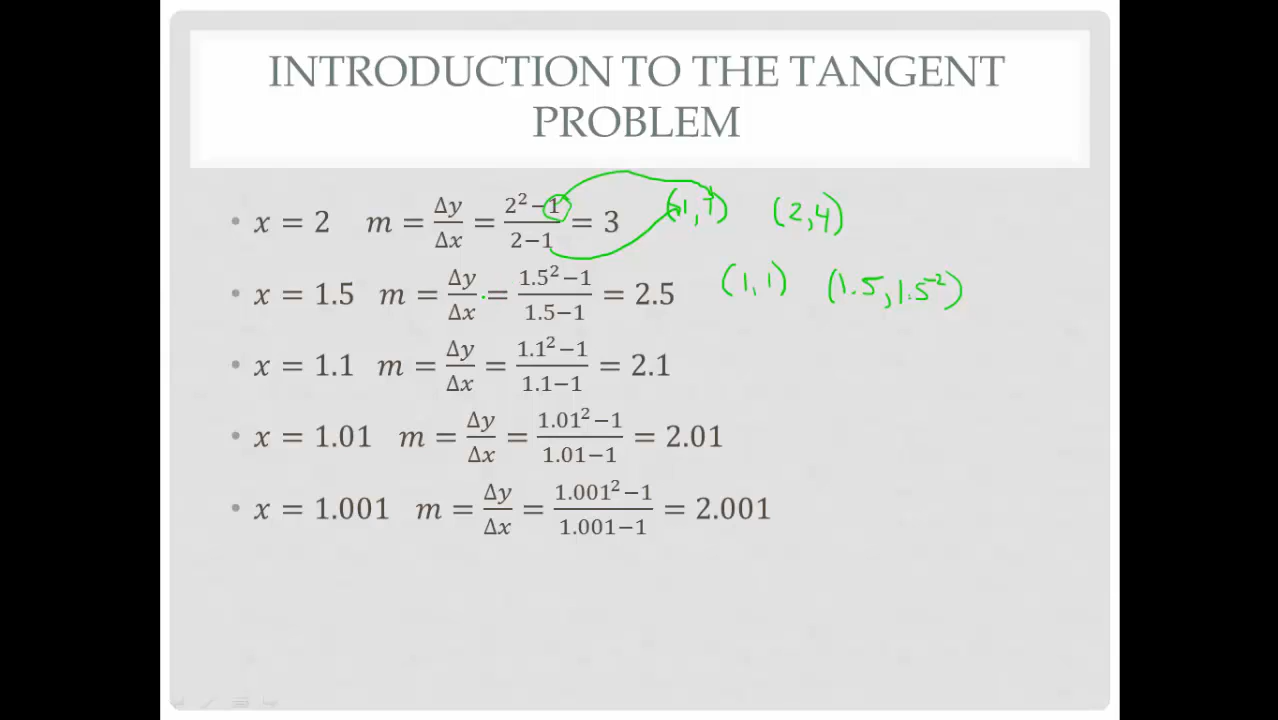 INTRODUCTION TO THE TANGENT
PROBLEM
• x = 2 m = Δy/Δx = (2² − 1)/(2 − 1) = 3 (1, 1) (2, 4)
• x = 1.5 m = Δy/Δx = (1.5² − 1)/(1.5 − 1) = 2.5 (1, 1) (1.5, 1.5²)
• x = 1.1 m = Δy/Δx = (1.1² − 1)/(1.1 − 1) = 2.1
• x = 1.01 m = Δy/Δx = (1.01² − 1)/(1.01 − 1) = 2.01
• x = 1.001 m = Δy/Δx = (1.001² − 1)/(1.001 − 1) = 2.001